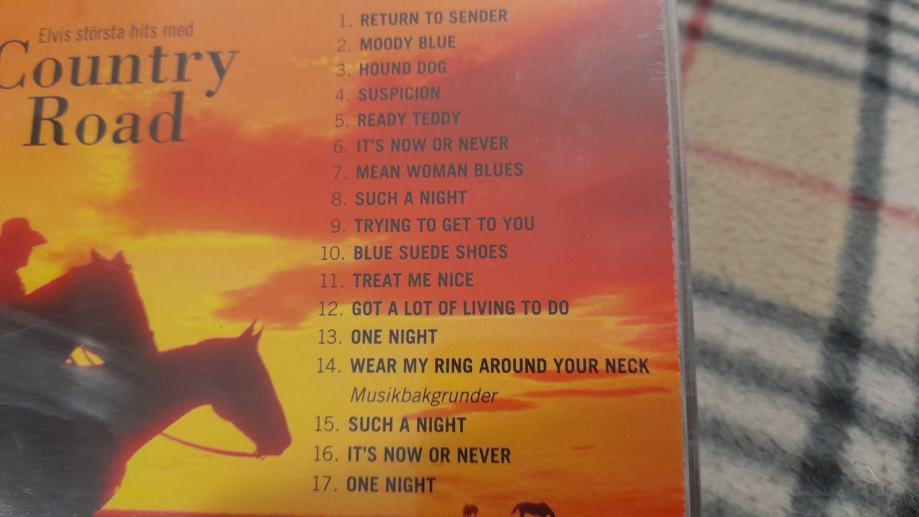 Elvis största hits med
Country
Road
1. RETURN TO SENDER
2. MOODY BLUE
3. HOUND DOG
4. SUSPICION
5. READY TEDDY
6. IT'S NOW OR NEVER
7. MEAN WOMAN BLUES
8. SUCH A NIGHT
9. TRYING TO GET TO YOU
10. BLUE SUEDE SHOES
11. TREAT ME NICE
12. GOT A LOT OF LIVING TO DO
13. ONE NIGHT
14. WEAR MY RING AROUND YOUR NECK
Musikbakgrunder
15. SUCH A NIGHT
16. IT'S NOW OR NEVER
17. ONE NIGHT